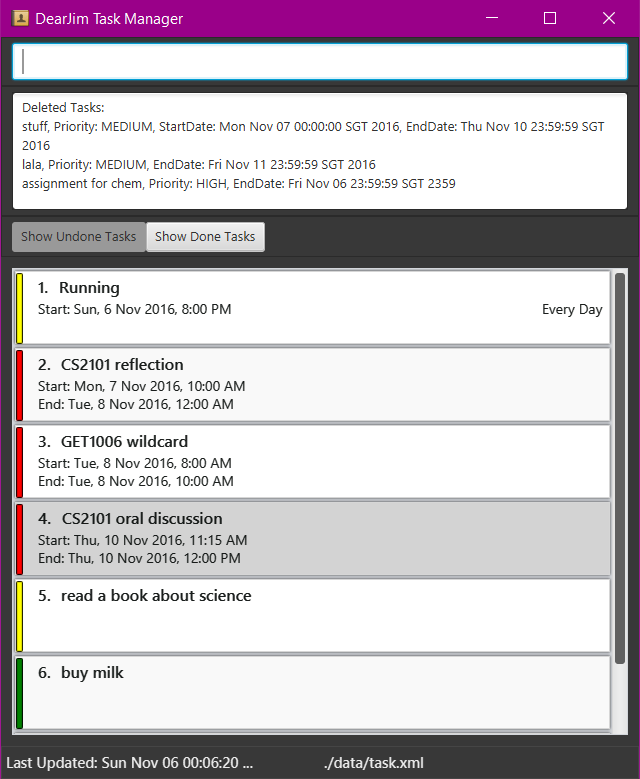 DearJim Task Manager
Deleted Tasks:
stuff, Priority: MEDIUM, StartDate: Mon Nov 07 00:00:00 SGT 2016, EndDate: Thu Nov 10 23:59:59 SGT
2016
lala, Priority: MEDIUM, EndDate: Fri Nov 11 23:59:59 SGT 2016
assignment for chem, Priority: HIGH, EndDate: Fri Nov 06 23:59:59 SGT 2359
Show Undone Tasks Show Done Tasks
1. Running
Start: Sun, 6 Nov 2016, 8:00 PM Every Day
2. CS2101 reflection
Start: Mon, 7 Nov 2016, 10:00 AM
End: Tue, 8 Nov 2016, 12:00 AM
3. GET1006 wildcard
Start: Tue, 8 Nov 2016, 8:00 AM
End: Tue, 8 Nov 2016, 10:00 AM
4. CS2101 oral discussion
Start: Thu, 10 Nov 2016, 11:15 AM
End: Thu, 10 Nov 2016, 12:00 PM
5. read a book about science
6. buy milk
Last Updated: Sun Nov 06 00:06:20 ... ./data/task.xml